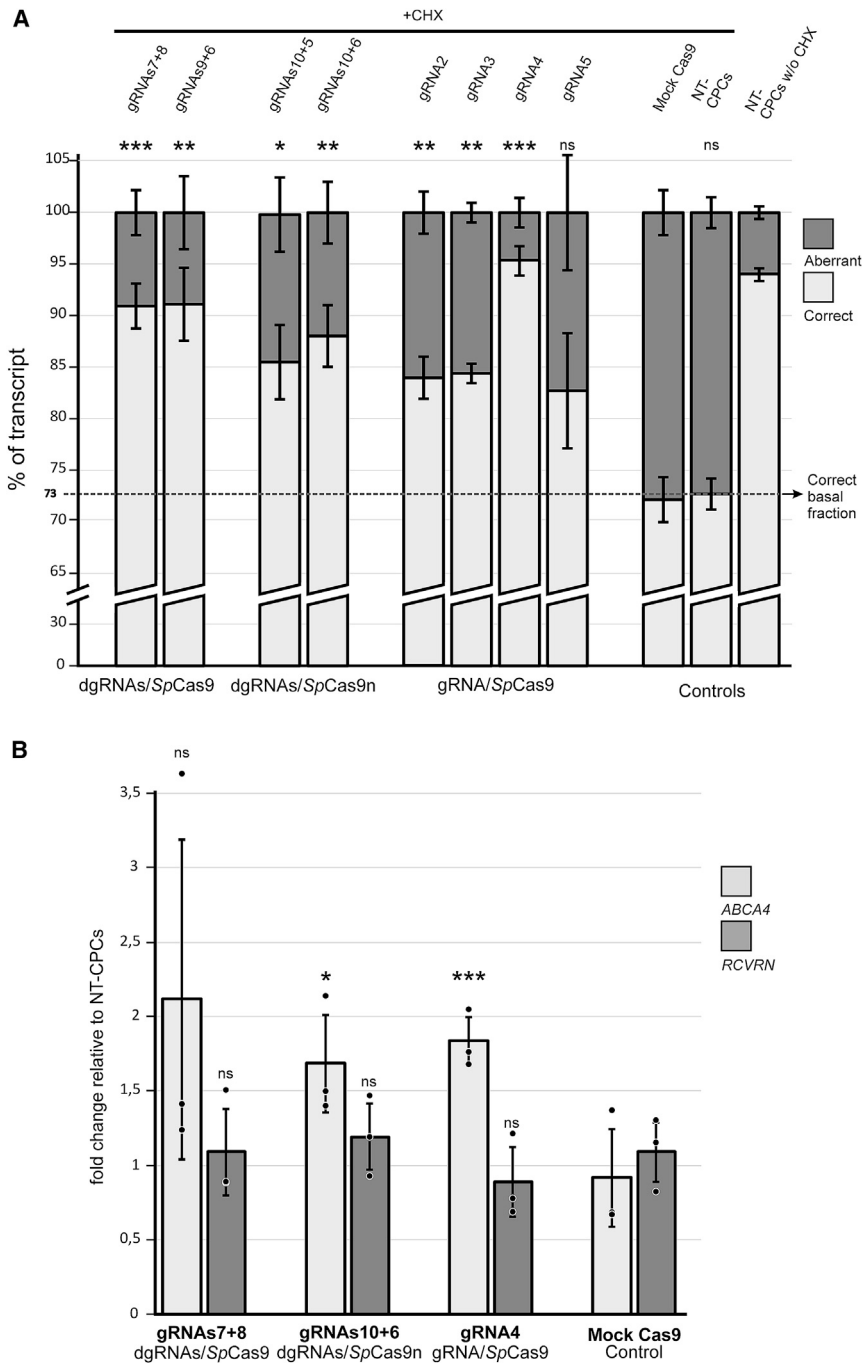 A
+CHX
gRNAs7+8
gRNAs9+6
gRNAs10+5
gRNAs10+6
gRNA2
gRNA3
gRNA4
gRNA5
Mock Cas9
NT-
CPCs
NT-
CPCs w/o CHX
*** ** * ** ** ** *** ns ns
105
100
95
90
85
80
75
73
70
65
30
0
% of transcript
Aberrant
Correct
Correct
basal
fraction
dgRNAs/SpCas9 dgRNAs/SpCas9n gRNA/SpCas9 Controls
B
ns
3,5
3
2,5
2
1,5
1
0,5
0
fold change relative to NT-CPCs
* ***
ns ns ns
ABCA4
RCVRN
gRNAs7+8 gRNAs10+6 gRNA4 Mock Cas9
dgRNAs/SpCas9 dgRNAs/SpCas9n gRNA/SpCas9 Control